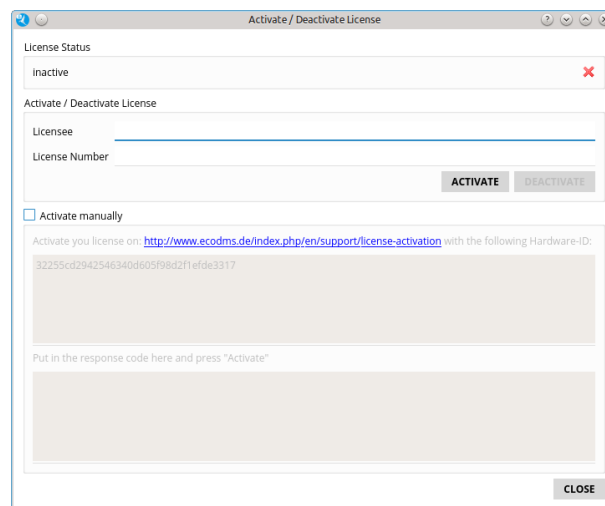 Activate / Deactivate License
License Status
inactive
Activate / Deactivate License
Licensee
License Number
ACTIVATE DEACTIVATE
Activate manually
Activate you license on: http://www.ecodms.de/index.php/en/support/license-activation with the following Hardware-ID:
32255cd2942546340d605f98d2f1efde3317
Put in the response code here and press "Activate"
CLOSE